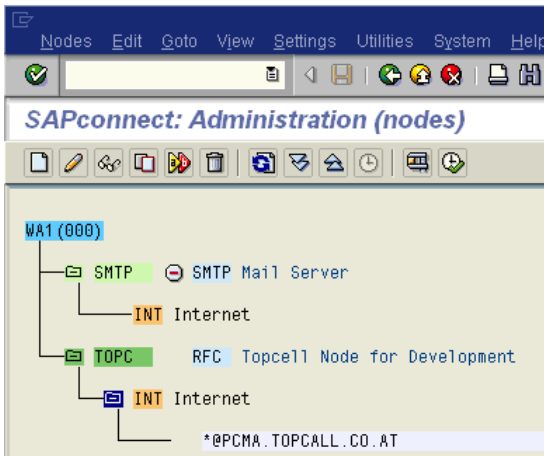 Nodes Edit Goto View Settings Utilities System Help
SAPconnect: Administration (nodes)
WA1(000)
SMTP SMTP Mail Server
INT Internet
TOPC RFC Topcell Node for Development
INT Internet
*@PCMA.TOPCALL.CO.AT